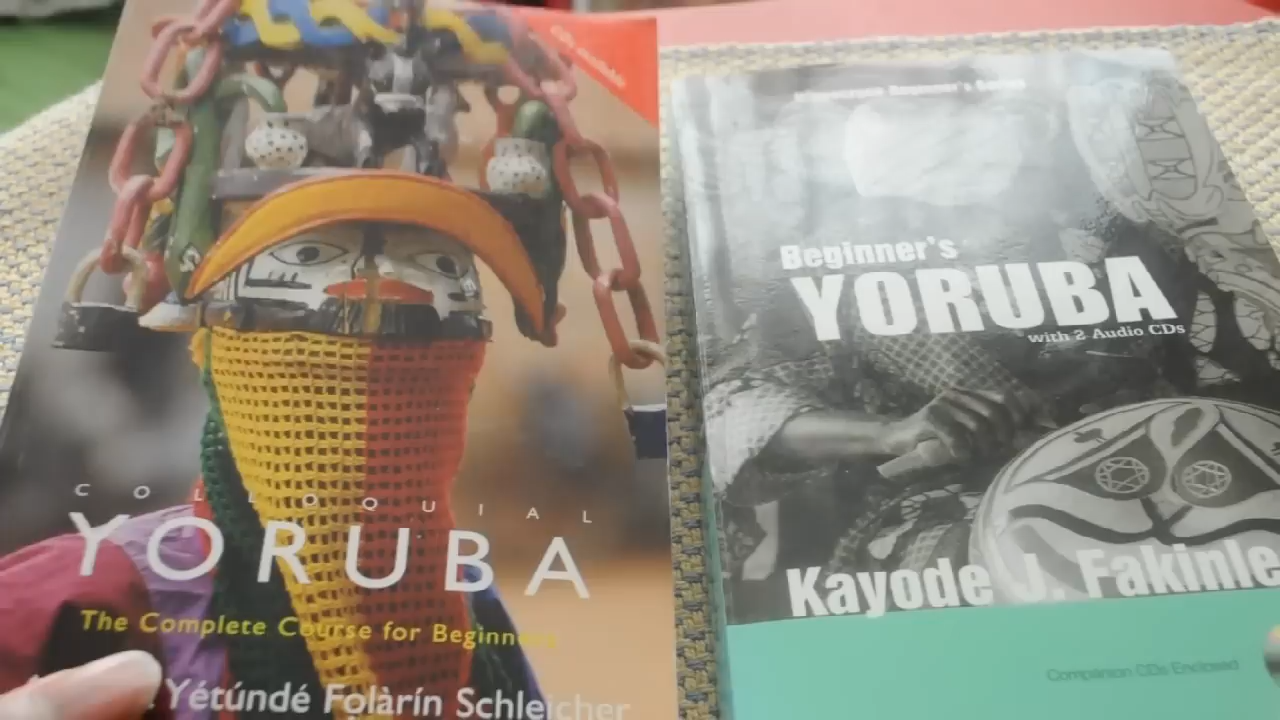 COLLOQUIAL
YORUBA
The Complete Course for Beginners
Yétúndé Fọlàrín Schleicher
Beginner's
YORUBA
with 2 Audio CDs
Kayode J. Fakinle
Companion CDs Enclosed